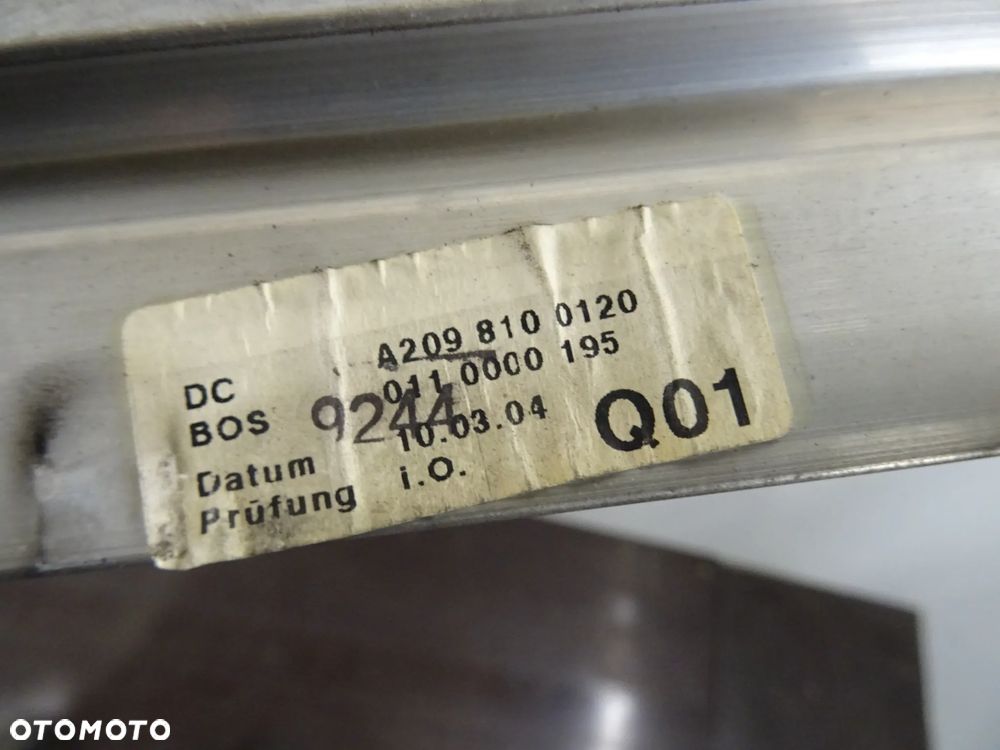 DC A209 810 0120
BOS 011 0000 195
9244
Datum 10.03.04
Prüfung i.O.
Q01
OTOMOTO